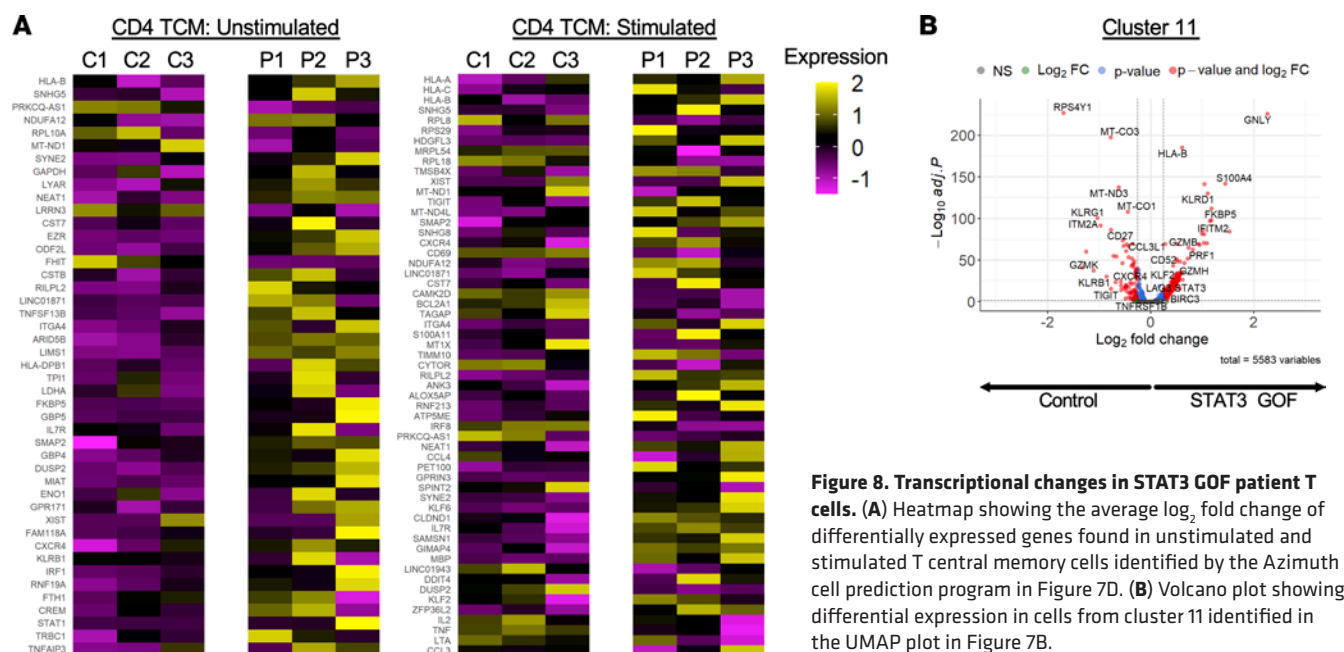 A
CD4 TCM: Unstimulated
C1 C2 C3 P1 P2 P3
HLA-B
SNHG5
PRKCQ-AS1
NDUFA12
RPL10A
MT-ND1
SYNE2
GAPDH
LYAR
NEAT1
LRRN3
CST7
EZR
ODF2L
FHIT
CSTB
RILPL2
LINC01871
TNFSF13B
ITGA4
ARID5B
LIMS1
HLA-DPB1
TPI1
LDHA
FKBP5
GBP5
IL7R
SMAP2
GBP4
DUSP2
MIAT
ENO1
GPR171
XIST
FAM118A
CXCR4
KLRB1
IRF1
RNF19A
FTH1
CREM
STAT1
TRBC1
TNFAIP3
CD4 TCM: Stimulated
C1 C2 C3 P1 P2 P3
HLA-A
HLA-C
HLA-B
SNHG5
RPL8
RPS29
HDGFL3
MRPL54
RPL18
TMSB4X
XIST
MT-ND1
TIGIT
MT-ND4L
SMAP2
SNHG8
CXCR4
CD69
NDUFA12
LINC01871
CST7
CAMK2D
BCL2A1
TAGAP
ITGA4
S100A11
MT1X
TIMM10
CYTOR
RILPL2
ANK3
ALOX5AP
RNF213
ATP5ME
IRF8
PRKCQ-AS1
NEAT1
CCL4
PET100
GPRIN3
SPINT2
SYNE2
KLF6
CLDND1
IL7R
SAMSN1
GIMAP4
MBP
LINC01943
DDIT4
DUSP2
KLF2
ZFP36L2
IL2
TNF
LTA
CCL3
Expression
2
1
0
-1
B
Cluster 11
NS Log2 FC p-value p – value and log2 FC
−Log10 adj.P
200
150
100
50
0
RPS4Y1
GNLY
MT-CO3
HLA-B
S100A4
MT-ND3
KLRD1
MT-CO1
KLRG1
FKBP5
ITM2A
IFITM2
CD27
CCL3L1
GZMB
PRF1
CD52
GZMK
CXCR4
KLF2
GZMH
KLRB1
LAG3
STAT3
TIGIT
BIRC3
TNFRSF1B
-2 0 2
Log2 fold change
total = 5583 variables
Control STAT3 GOF
Figure 8. Transcriptional changes in STAT3 GOF patient T
cells. (A) Heatmap showing the average log2 fold change of
differentially expressed genes found in unstimulated and
stimulated T central memory cells identified by the Azimuth
cell prediction program in Figure 7D. (B) Volcano plot showing
differential expression in cells from cluster 11 identified in
the UMAP plot in Figure 7B.